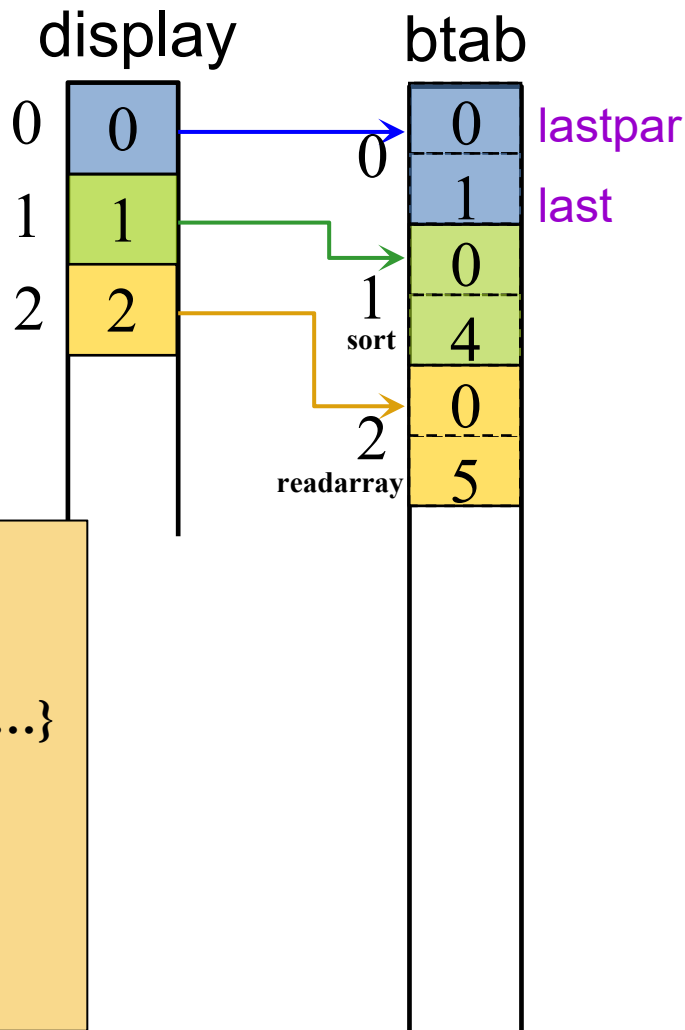 display btab
0 0 0 lastpar
0
1 1 1 last
0
2 2 1
sort 4
0
2
readarray 5
...}